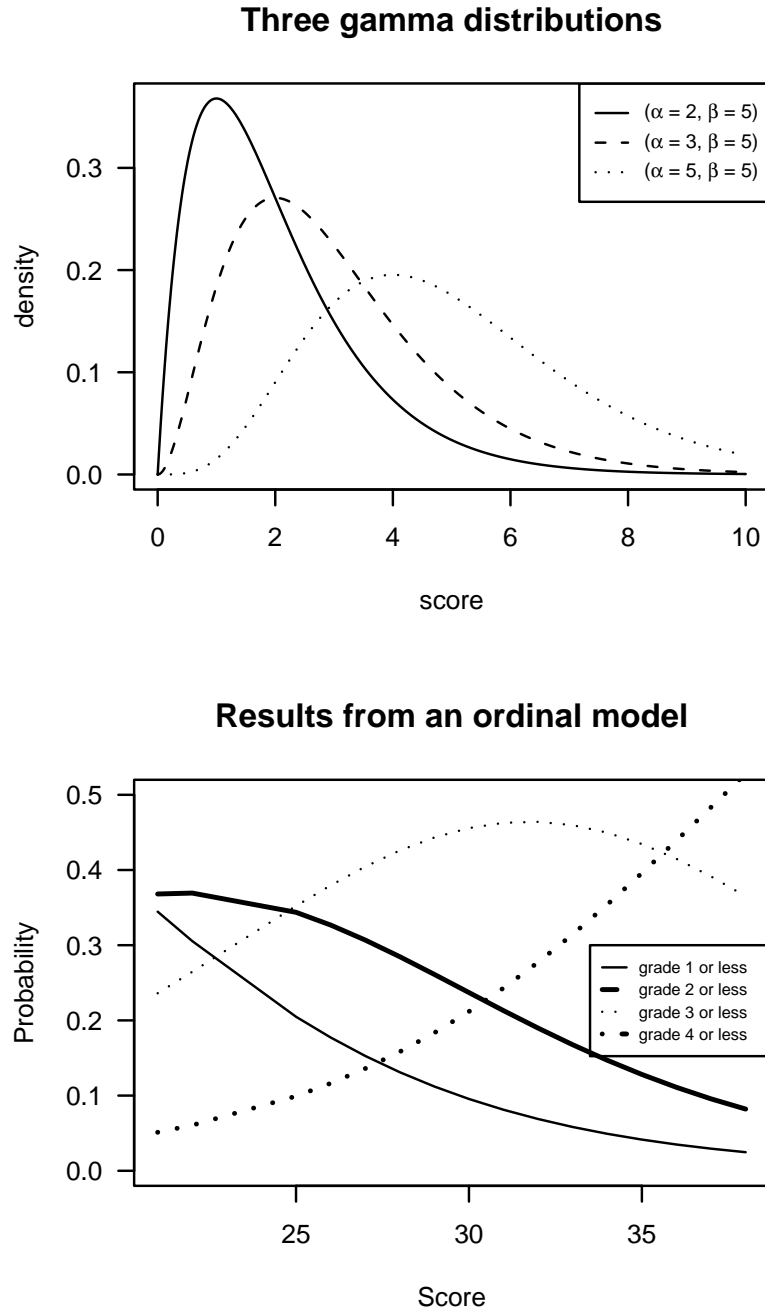 Three gamma distributions
(α = 2, β = 5)
(α = 3, β = 5)
(α = 5, β = 5)
0.3
0.2
0.1
0.0
density
0 2 4 6 8 10
score
Results from an ordinal model
0.5
0.4
0.3
0.2
0.1
0.0
Probability
grade 1 or less
grade 2 or less
grade 3 or less
grade 4 or less
25 30 35
Score